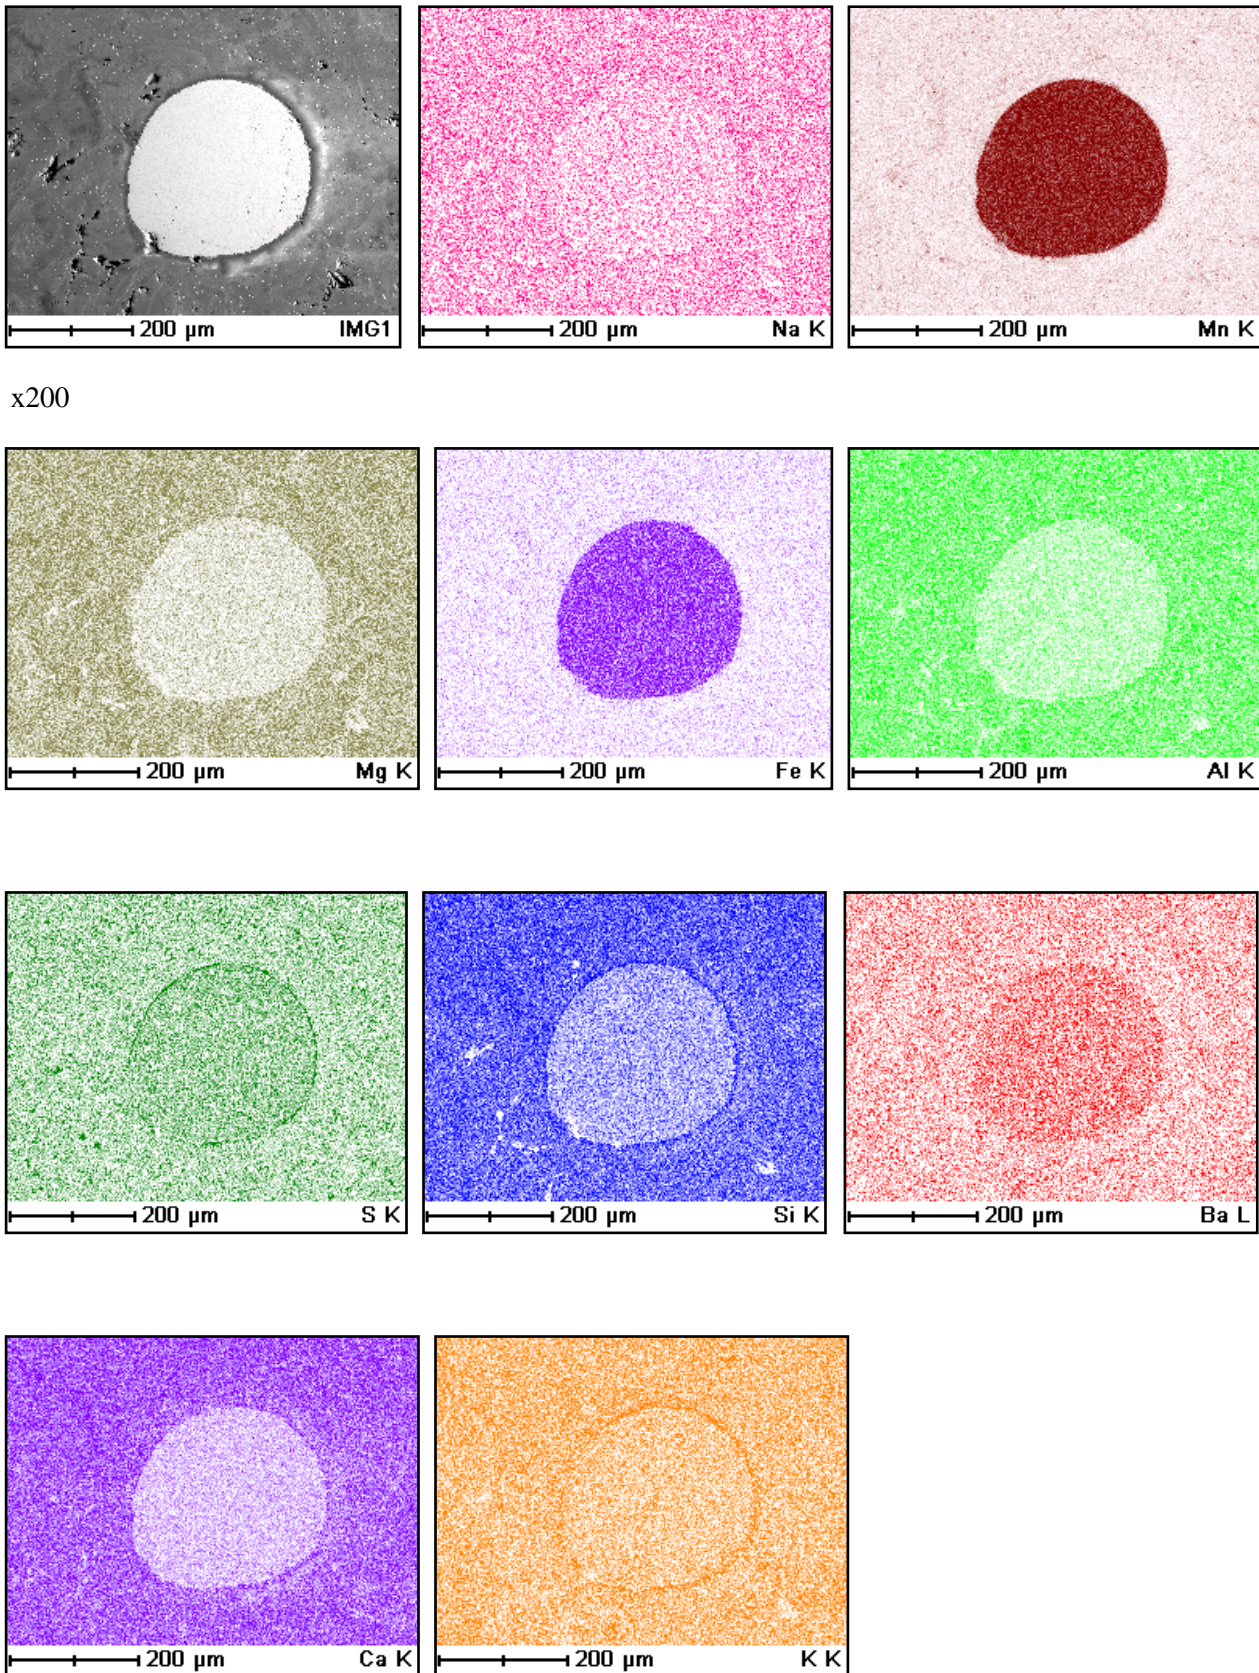 200 µm IMG1
200 µm Na K
200 µm Mn K
x200
200 µm Mg K
200 µm Fe K
200 µm Al K
200 µm S K
200 µm Si K
200 µm Ba L
200 µm Ca K
200 µm K K